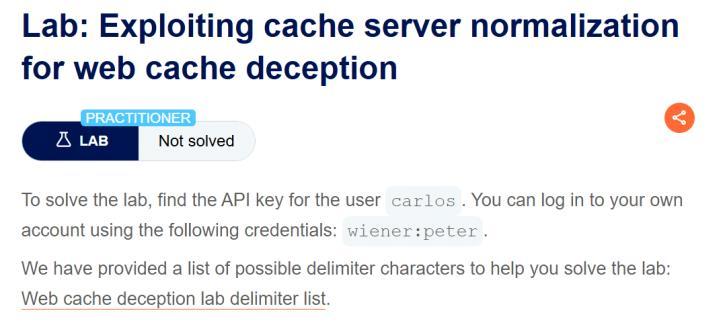 Lab: Exploiting cache server normalization
for web cache deception
PRACTITIONER
LAB
Not solved
To solve the lab, find the API key for the user carlos . You can log in to your own
account using the following credentials: wiener:peter .
We have provided a list of possible delimiter characters to help you solve the lab:
Web cache deception lab delimiter list.